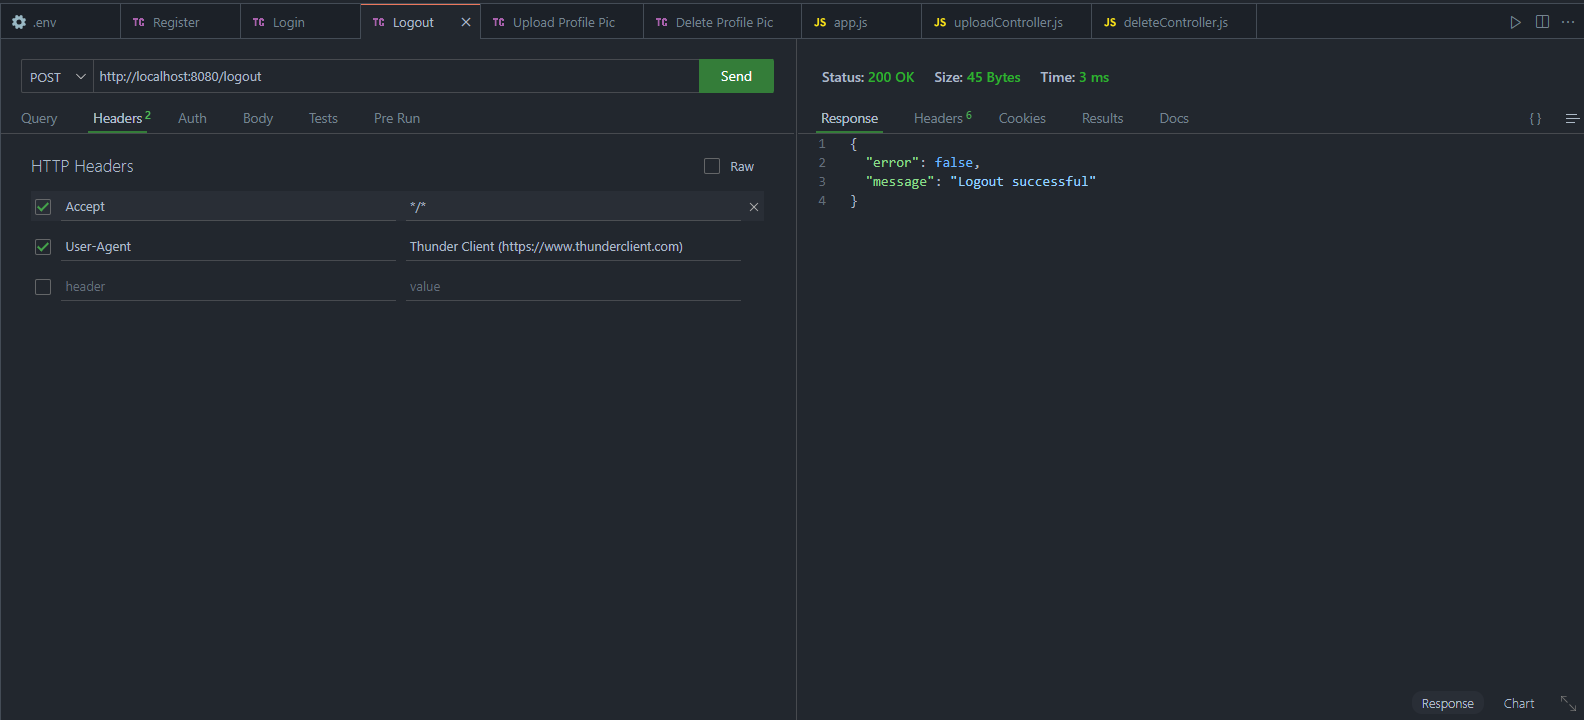 .env
TC Register
TC Login
TC Logout
TC Upload Profile Pic
TC Delete Profile Pic
JS app.js
JS uploadController.js
JS deleteController.js
POST http://localhost:8080/logout Send
Query Headers 2 Auth Body Tests Pre Run
HTTP Headers Raw
Accept */*
User-Agent Thunder Client (https://www.thunderclient.com)
header value
Status: 200 OK Size: 45 Bytes Time: 3 ms
Response Headers 6 Cookies Results Docs { }
1 {
2 "error": false,
3 "message": "Logout successful"
4 }
Response Chart